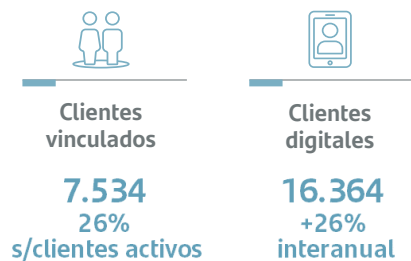 Clientes
vinculados
7.534
26%
s/clientes activos
Clientes
digitales
16.364
+26%
interanual